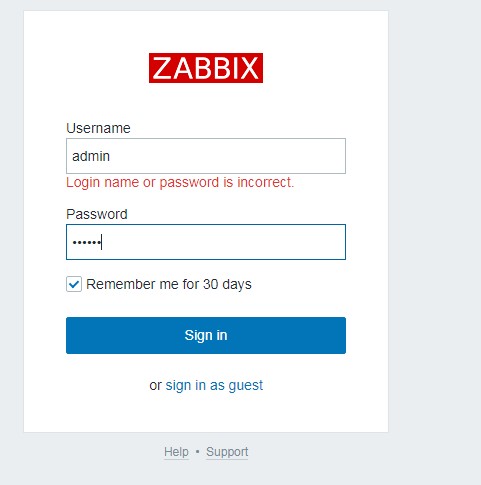 ZABBIX
Username
admin
Login name or password is incorrect.
Password
••••••
Remember me for 30 days
Sign in
or sign in as guest
Help • Support